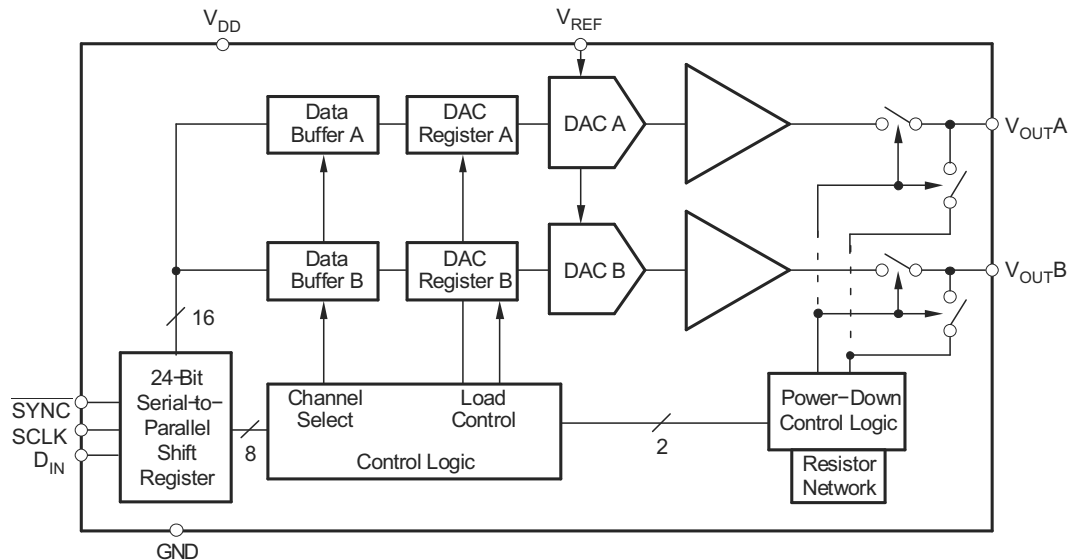 V_DD
V_REF
Data
Buffer A
DAC
Register A
DAC A
V_OUTA
Data
Buffer B
DAC
Register B
DAC B
V_OUTB
16
24-Bit
Serial-to-
Parallel
Shift
Register
SYNC
SCLK
D_IN
8
Channel
Select
Load
Control
Control Logic
2
Power-Down
Control Logic
Resistor
Network
GND